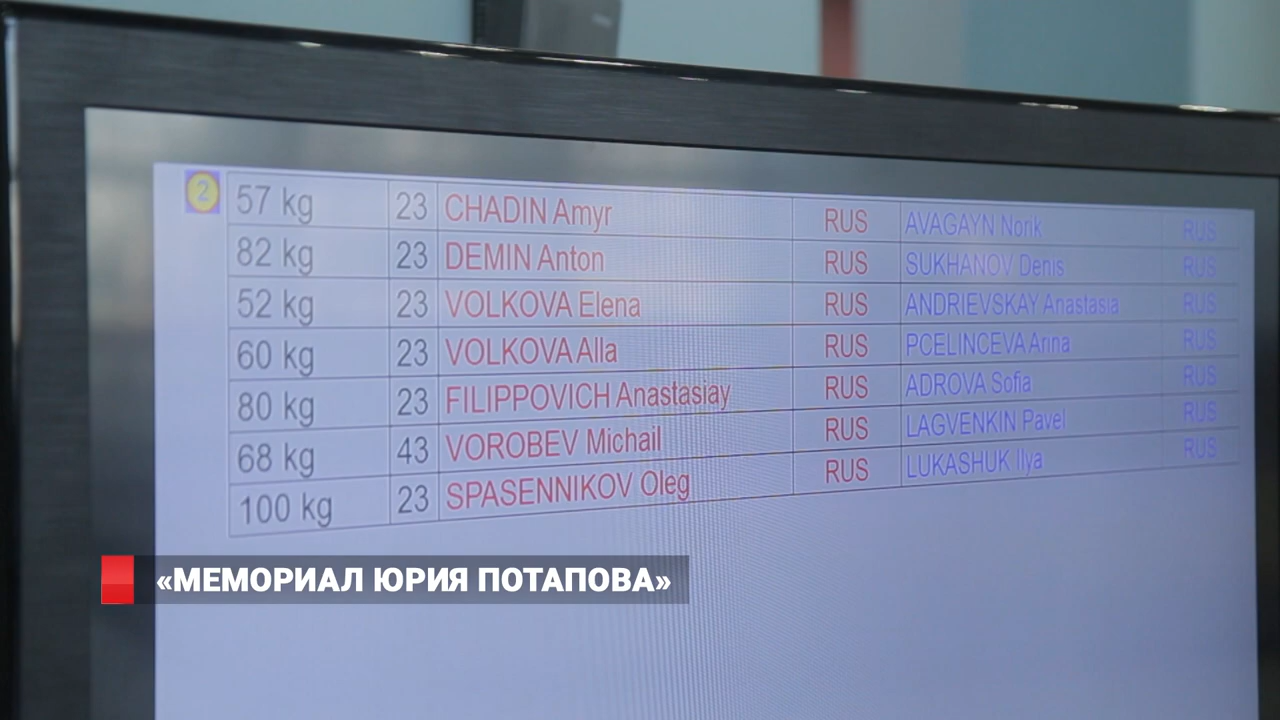 2 57 kg 23 CHADIN Amyr RUS AVAGAYN Norik RUS
82 kg 23 DEMIN Anton RUS SUKHANOV Denis RUS
52 kg 23 VOLKOVA Elena RUS ANDRIEVSKAY Anastasia RUS
60 kg 23 VOLKOVA Alla RUS PCELINCEVA Arina RUS
80 kg 23 FILIPPOVICH Anastasiay RUS ADROVA Sofia RUS
68 kg 43 VOROBEV Michail RUS LAGVENKIN Pavel RUS
100 kg 23 SPASENNIKOV Oleg RUS LUKASHUK Ilya RUS
«МЕМОРИАЛ ЮРИЯ ПОТАПОВА»